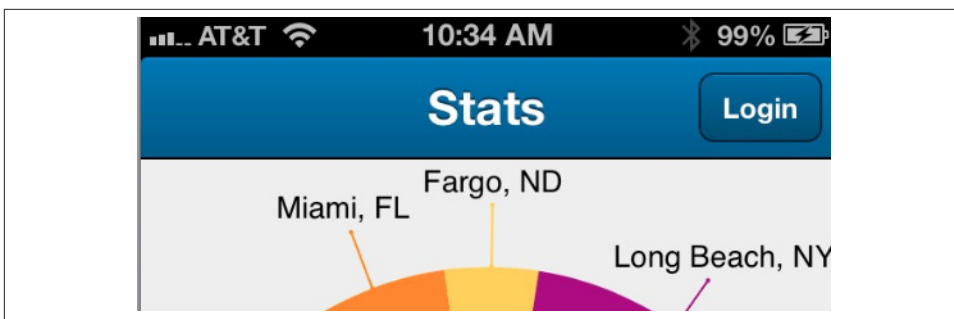 AT&T 10:34 AM 99%
Stats Login
Fargo, ND
Miami, FL
Long Beach, NY